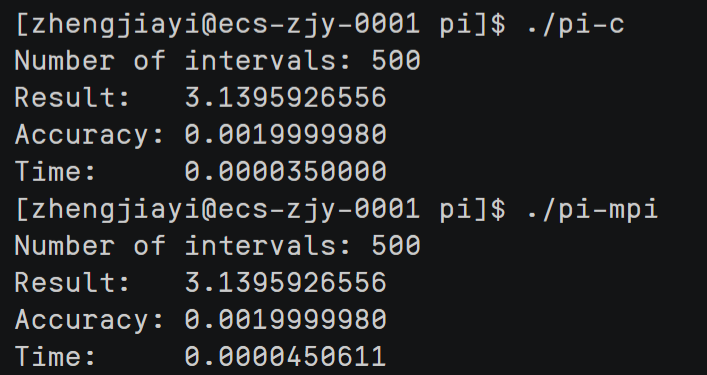 [zhengjiayi@ecs-zjy-0001 pi]$ ./pi-c
Number of intervals: 500
Result:   3.1395926556
Accuracy: 0.0019999980
Time:     0.0000350000
[zhengjiayi@ecs-zjy-0001 pi]$ ./pi-mpi
Number of intervals: 500
Result:   3.1395926556
Accuracy: 0.0019999980
Time:     0.0000450611